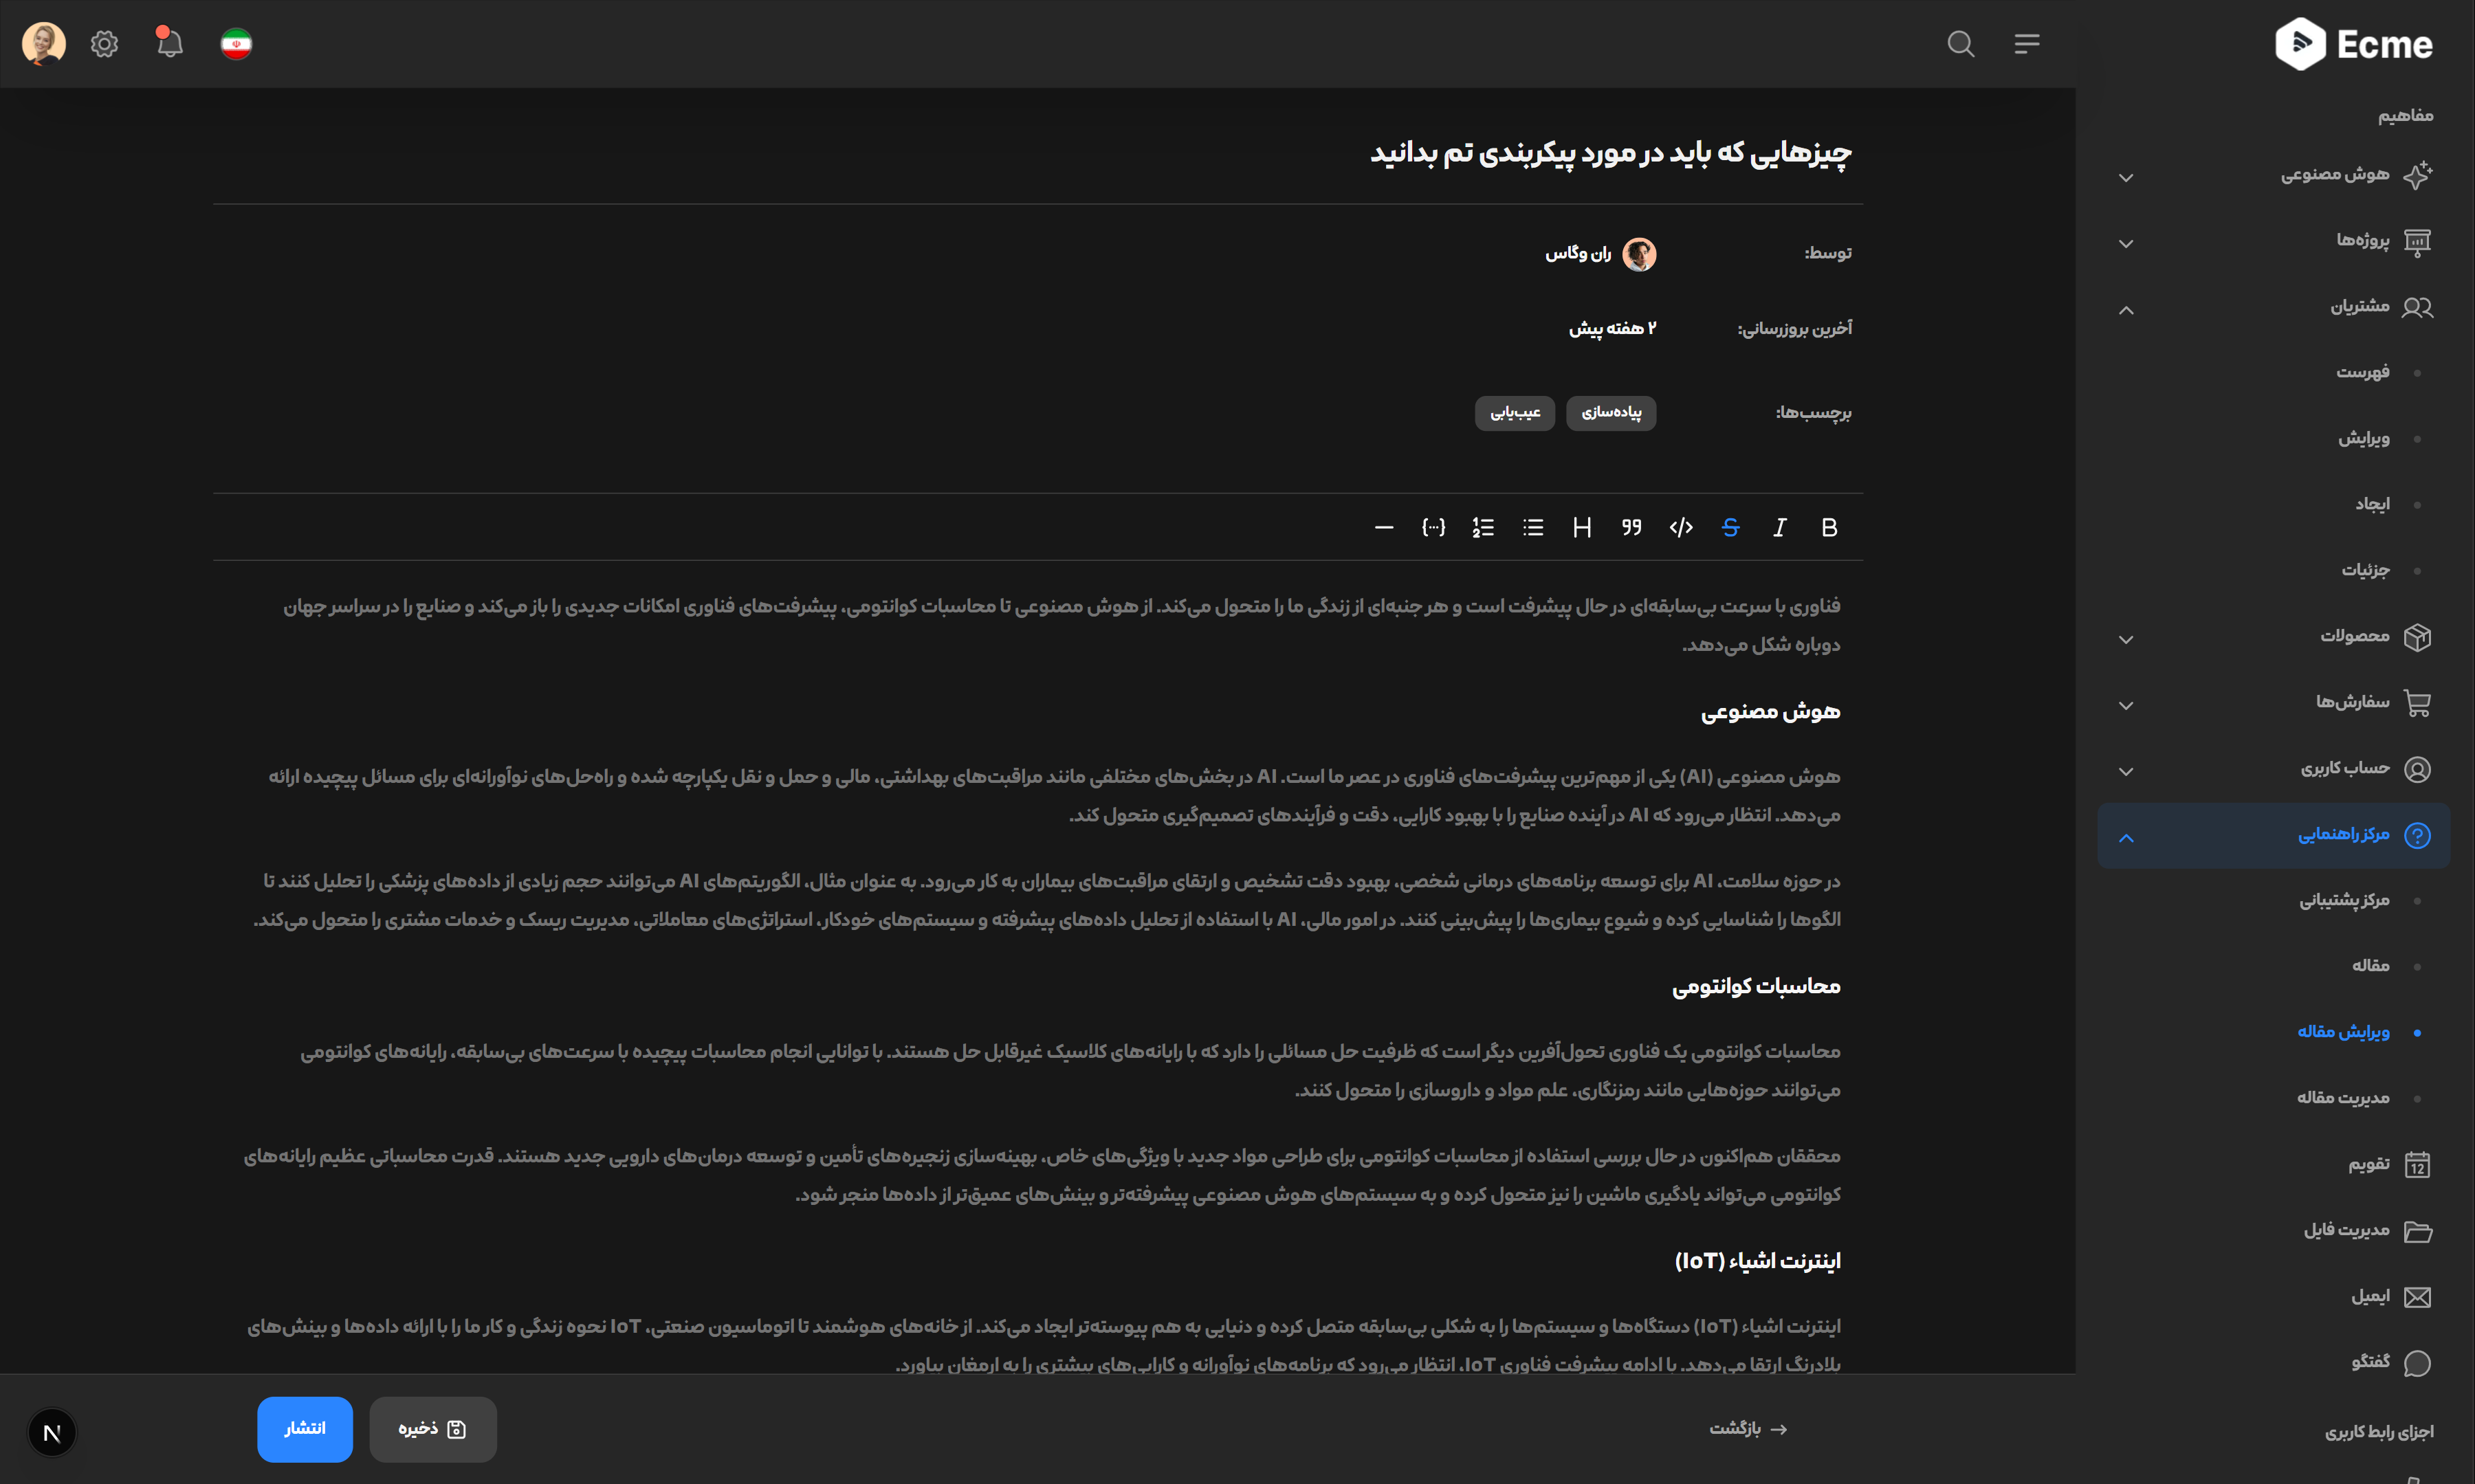 Ecme
مفاهیم
هوش مصنوعی
پروژه‌ها
مشتریان
فهرست
ویرایش
ایجاد
جزئیات
محصولات
سفارش‌ها
حساب کاربری
مرکز راهنمایی
مرکز پشتیبانی
مقاله
ویرایش مقاله
مدیریت مقاله
تقویم
12
مدیریت فایل
ایمیل
گفتگو
اجزای رابط کاربری
چیزهایی که باید در مورد پیکربندی تم بدانید
توسط:
ران وگاس
آخرین بروزرسانی:
۲ هفته پیش
برچسب‌ها:
پیاده‌سازی
عیب‌یابی
فناوری با سرعت بی‌سابقه‌ای در حال پیشرفت است و هر جنبه‌ای از زندگی ما را متحول می‌کند. از هوش مصنوعی تا محاسبات کوانتومی، پیشرفت‌های فناوری امکانات جدیدی را باز می‌کند و صنایع را در سراسر جهان
دوباره شکل می‌دهد.
هوش مصنوعی
هوش مصنوعی (AI) یکی از مهم‌ترین پیشرفت‌های فناوری در عصر ما است. AI در بخش‌های مختلفی مانند مراقبت‌های بهداشتی، مالی و حمل و نقل یکپارچه شده و راه‌حل‌های نوآورانه‌ای برای مسائل پیچیده ارائه
می‌دهد. انتظار می‌رود که AI در آینده صنایع را با بهبود کارایی، دقت و فرآیندهای تصمیم‌گیری متحول کند.
در حوزه سلامت، AI برای توسعه برنامه‌های درمانی شخصی، بهبود دقت تشخیص و ارتقای مراقبت‌های بیماران به کار می‌رود. به عنوان مثال، الگوریتم‌های AI می‌توانند حجم زیادی از داده‌های پزشکی را تحلیل کنند تا
الگوها را شناسایی کرده و شیوع بیماری‌ها را پیش‌بینی کنند. در امور مالی، AI با استفاده از تحلیل داده‌های پیشرفته و سیستم‌های خودکار، استراتژی‌های معاملاتی، مدیریت ریسک و خدمات مشتری را متحول می‌کند.
محاسبات کوانتومی
محاسبات کوانتومی یک فناوری تحول‌آفرین دیگر است که ظرفیت حل مسائلی را دارد که با رایانه‌های کلاسیک غیرقابل حل هستند. با توانایی انجام محاسبات پیچیده با سرعت‌های بی‌سابقه، رایانه‌های کوانتومی
می‌توانند حوزه‌هایی مانند رمزنگاری، علم مواد و داروسازی را متحول کنند.
محققان هم‌اکنون در حال بررسی استفاده از محاسبات کوانتومی برای طراحی مواد جدید با ویژگی‌های خاص، بهینه‌سازی زنجیره‌های تأمین و توسعه درمان‌های دارویی جدید هستند. قدرت محاسباتی عظیم رایانه‌های
کوانتومی می‌تواند یادگیری ماشین را نیز متحول کرده و به سیستم‌های هوش مصنوعی پیشرفته‌تر و بینش‌های عمیق‌تر از داده‌ها منجر شود.
اینترنت اشیاء (IoT)
اینترنت اشیاء (IoT) دستگاه‌ها و سیستم‌ها را به شکلی بی‌سابقه متصل کرده و دنیایی به هم پیوسته‌تر ایجاد می‌کند. از خانه‌های هوشمند تا اتوماسیون صنعتی، IoT نحوه زندگی و کار ما را با ارائه داده‌ها و بینش‌های
بلادرنگ ارتقا می‌دهد. با ادامه پیشرفت فناوری IoT، انتظار می‌رود که برنامه‌های نوآورانه و کارایی‌های بیشتری را به ارمغان بیاورد.
بازگشت
ذخیره
انتشار
N